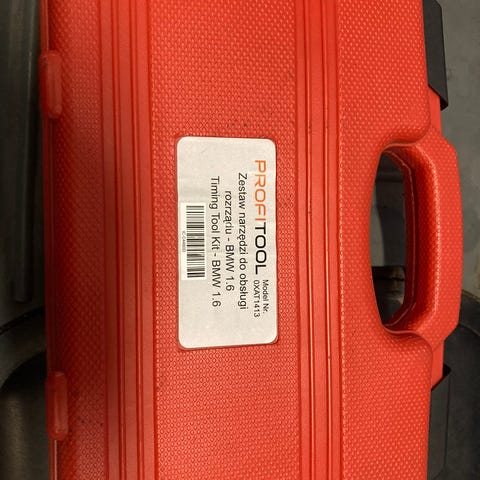 PROFITOOL
Model Nr.
0XAT1413
Zestaw narzędzi do obsługi
rozrządu - BMW 1.6
Timing Tool Kit - BMW 1.6